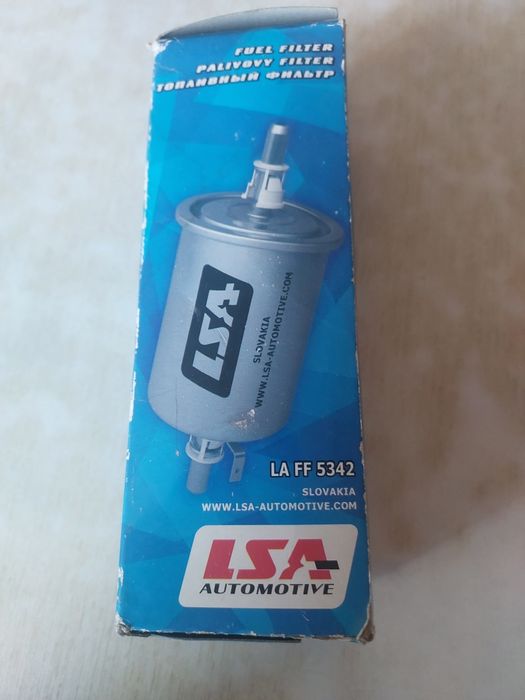 FUEL FILTER
PALIVOVY FILTER
ТОПЛИВНЫЙ ФИЛЬТР
LSA
SLOVAKIA
WWW.LSA-AUTOMOTIVE.COM
LA FF 5342
SLOVAKIA
WWW.LSA-AUTOMOTIVE.COM
LSA
AUTOMOTIVE